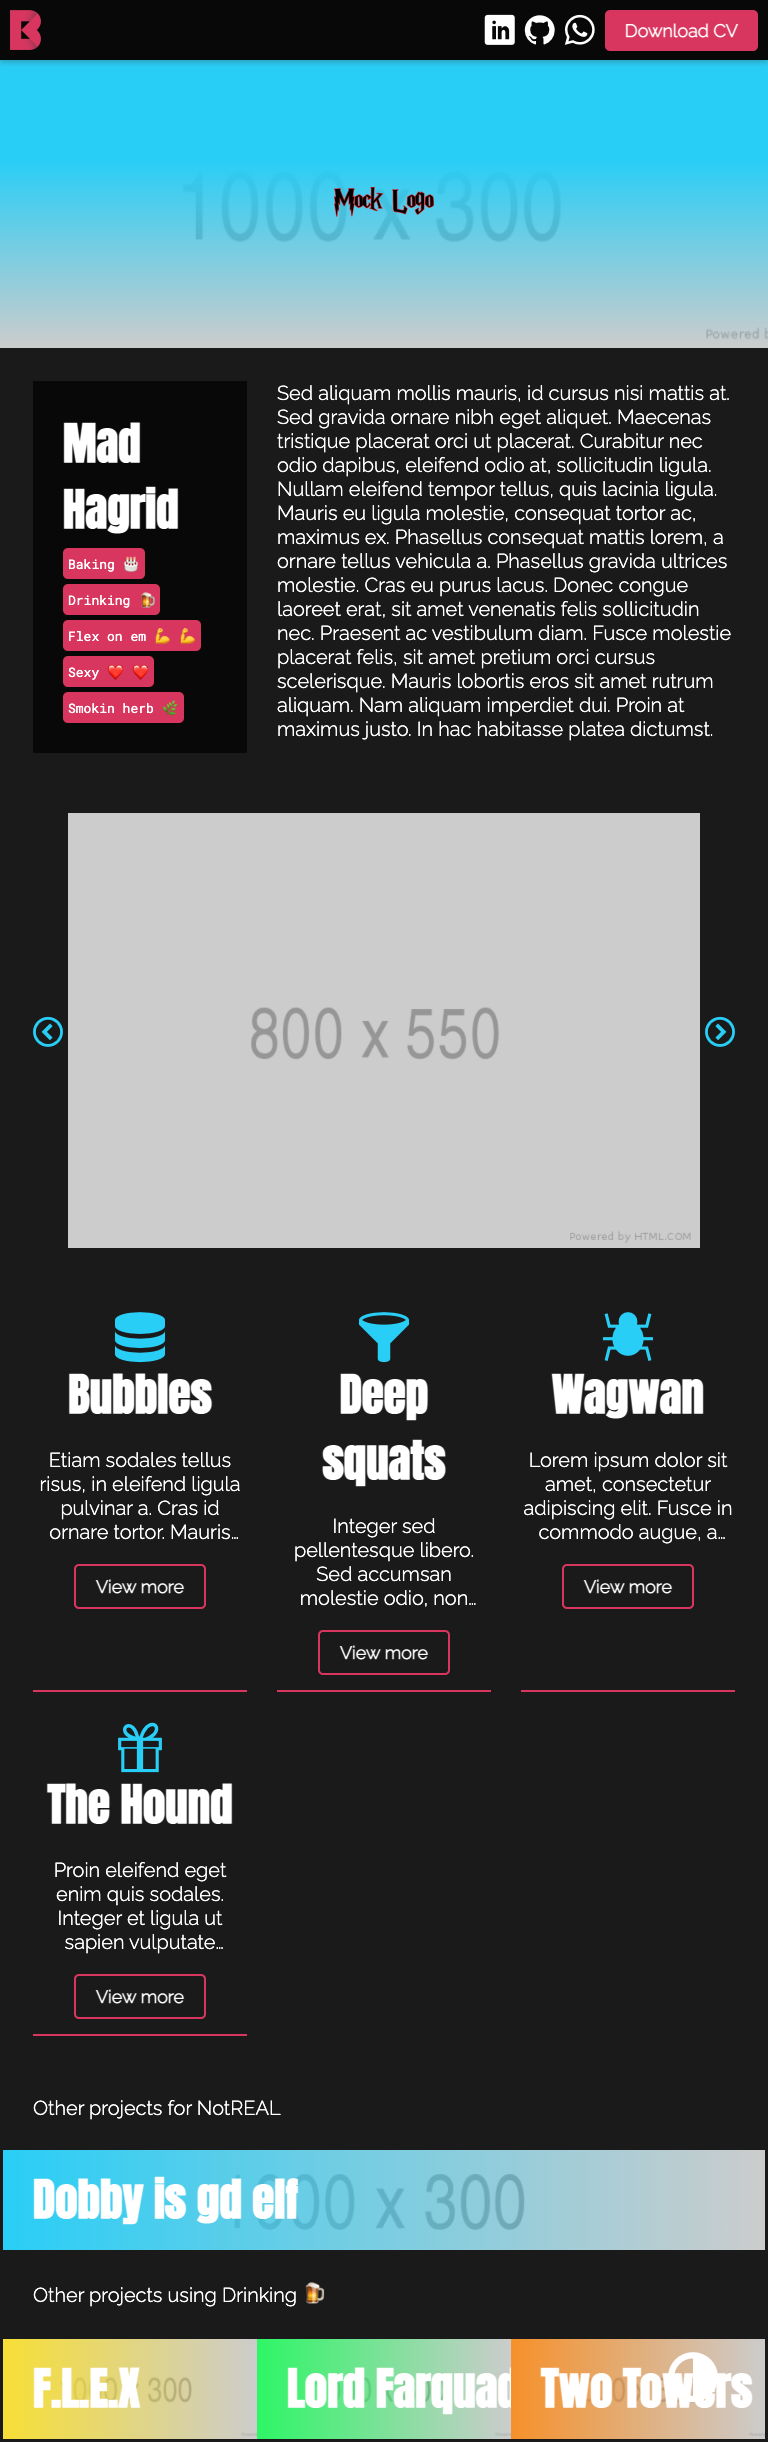 Download CV
1000 x 300
Mock Logo
Powered b
Mad
Hagrid
Baking 🎂
Drinking 🍺
Flex on em 💪 💪
Sexy ❤️ ❤️
Smokin herb 🌿
Sed aliquam mollis mauris, id cursus nisi mattis at.
Sed gravida ornare nibh eget aliquet. Maecenas
tristique placerat orci ut placerat. Curabitur nec
odio dapibus, eleifend odio at, sollicitudin ligula.
Nullam eleifend tempor tellus, quis lacinia ligula.
Mauris eu ligula molestie, consequat tortor ac,
maximus ex. Phasellus consequat mattis lorem, a
ornare tellus vehicula a. Phasellus gravida ultrices
molestie. Cras eu purus lacus. Donec congue
laoreet erat, sit amet venenatis felis sollicitudin
nec. Praesent ac vestibulum diam. Fusce molestie
placerat felis, sit amet pretium orci cursus
scelerisque. Mauris lobortis eros sit amet rutrum
aliquam. Nam aliquam imperdiet dui. Proin at
maximus justo. In hac habitasse platea dictumst.
800 x 550
Powered by HTML.COM
Bubbles
Etiam sodales tellus
risus, in eleifend ligula
pulvinar a. Cras id
ornare tortor. Mauris…
View more
Deep
squats
Integer sed
pellentesque libero.
Sed accumsan
molestie odio, non…
View more
Wagwan
Lorem ipsum dolor sit
amet, consectetur
adipiscing elit. Fusce in
commodo augue, a…
View more
The Hound
Proin eleifend eget
enim quis sodales.
Integer et ligula ut
sapien vulputate…
View more
Other projects for NotREAL
Dobby is gd elf
00 x 300
Other projects using Drinking 🍺
F.L.E.X
300
Lord Farquad
Two Towers